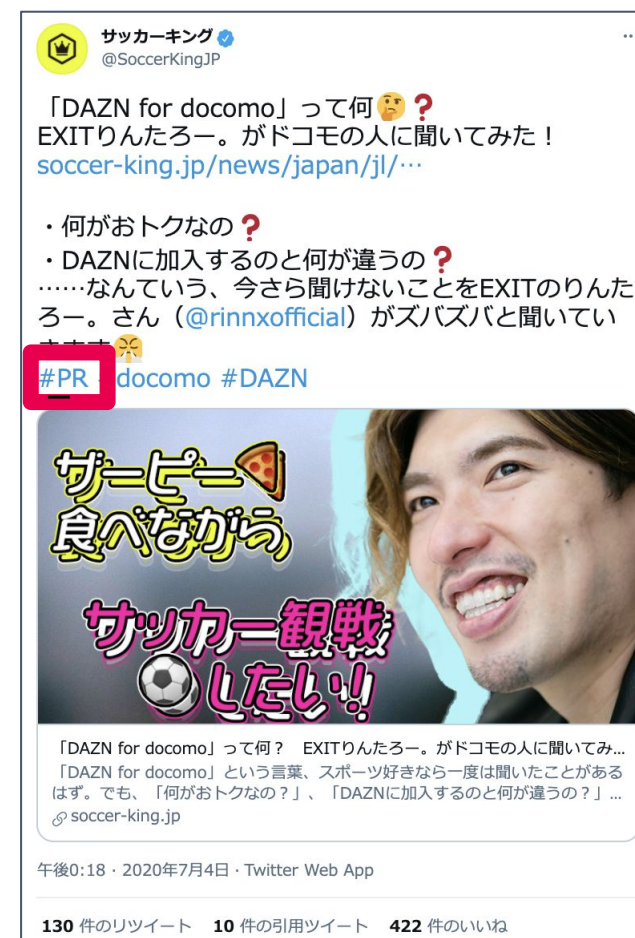 サッカーキング
@SoccerKingJP
「DAZN for docomo」って何🤔❓
EXITりんたろー。がドコモの人に聞いてみた！
soccer-king.jp/news/japan/jl/…
・何がおトクなの❓
・DAZNに加入するのと何が違うの❓
……なんていう、今さら聞けないことをEXITのりんた
ろー。さん（@rinnxofficial）がズバズバと聞いてい
#PR
docomo #DAZN
ザーピー🍕
食べながら、
サッカー観戦
⚽したい!!
「DAZN for docomo」って何？　EXITりんたろー。がドコモの人に聞いてみ...
「DAZN for docomo」という言葉、スポーツ好きなら一度は聞いたことがある
はず。でも、「何がおトクなの？」、「DAZNに加入するのと何が違うの？」...
soccer-king.jp
午後0:18 · 2020年7月4日 · Twitter Web App
130 件のリツイート 10 件の引用ツイート 422 件のいいね